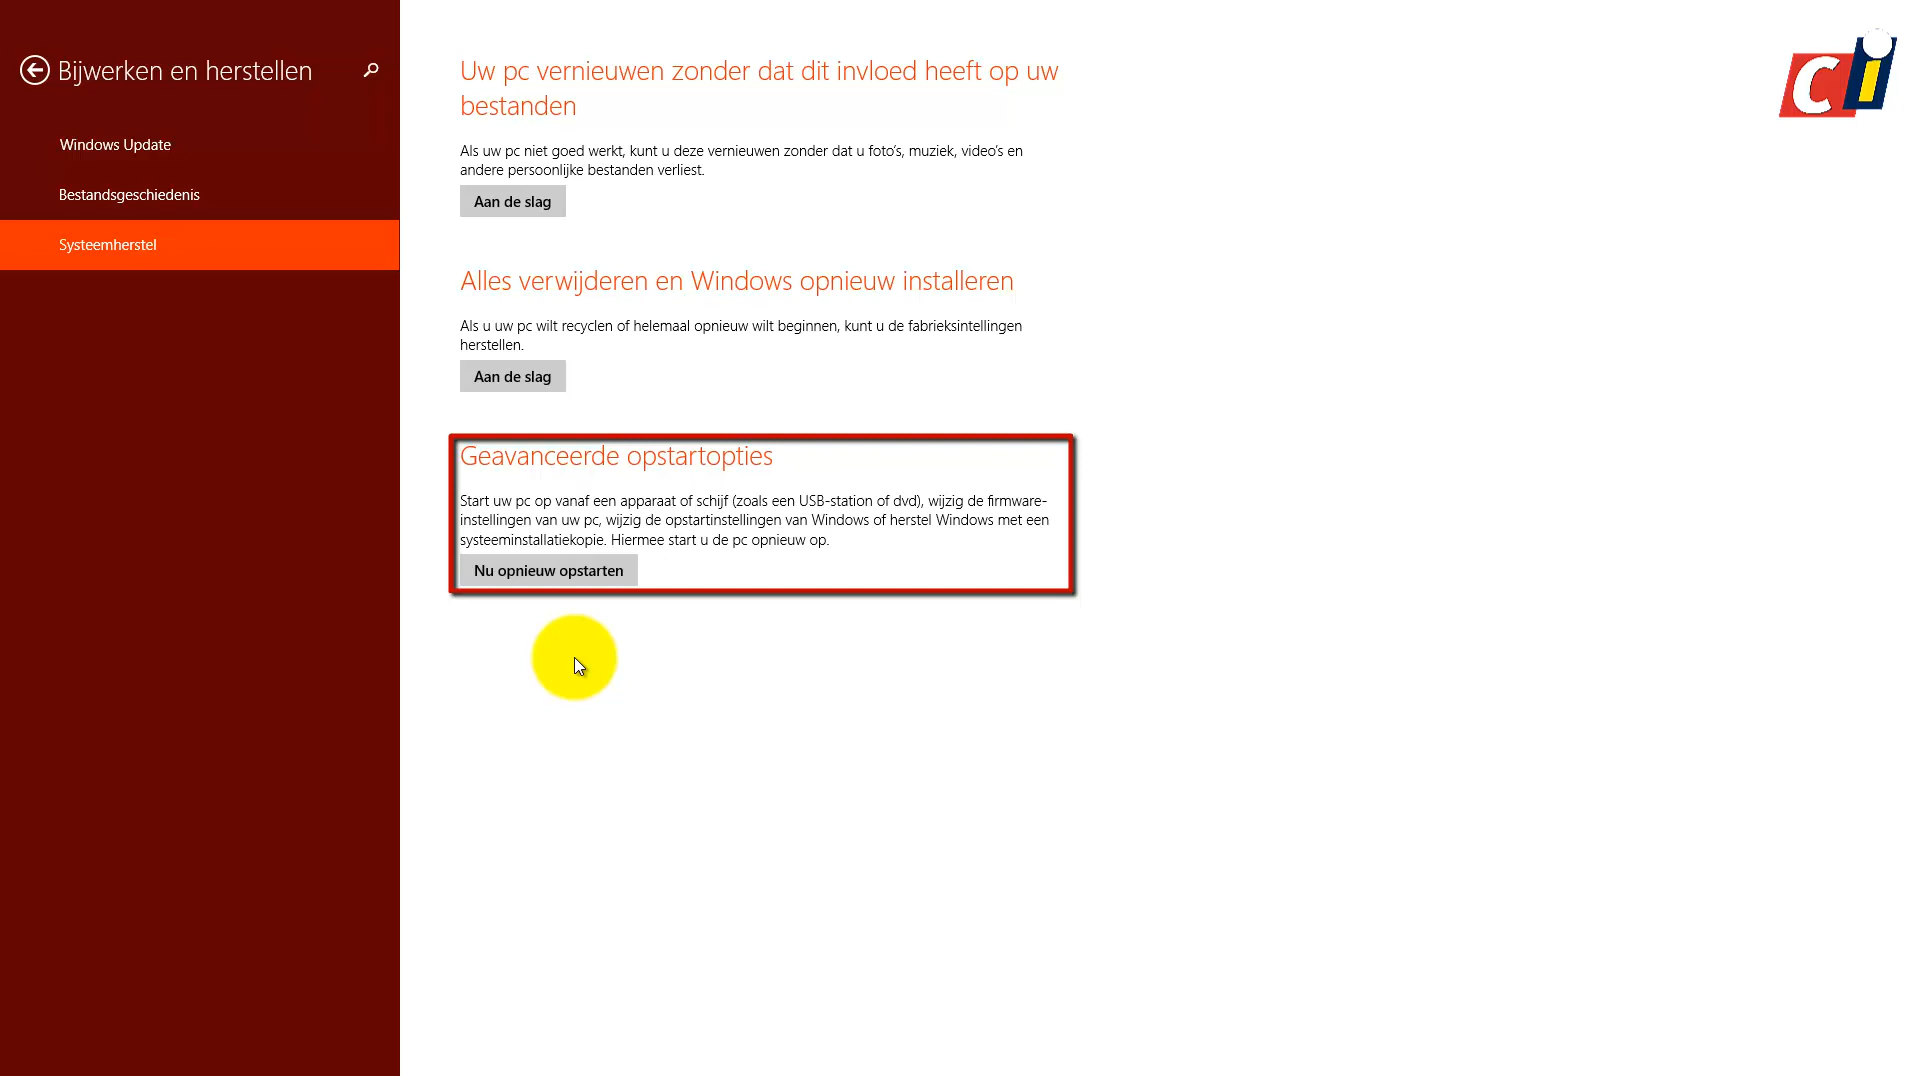 Bijwerken en herstellen
Windows Update
Bestandsgeschiedenis
Systeemherstel
Uw pc vernieuwen zonder dat dit invloed heeft op uw
bestanden
Als uw pc niet goed werkt, kunt u deze vernieuwen zonder dat u foto's, muziek, video's en
andere persoonlijke bestanden verliest.
Aan de slag
Alles verwijderen en Windows opnieuw installeren
Als u uw pc wilt recyclen of helemaal opnieuw wilt beginnen, kunt u de fabrieksintellingen
herstellen.
Aan de slag
Geavanceerde opstartopties
Start uw pc op vanaf een apparaat of schijf (zoals een USB-station of dvd), wijzig de firmware-
instellingen van uw pc, wijzig de opstartinstellingen van Windows of herstel Windows met een
systeeminstallatiekopie. Hiermee start u de pc opnieuw op.
Nu opnieuw opstarten
ci